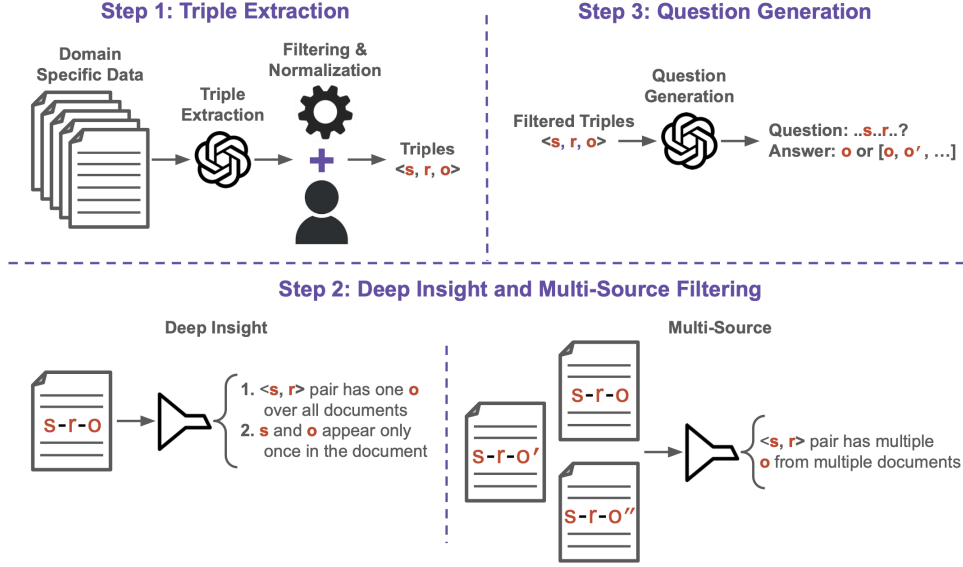 Step 1: Triple Extraction
Domain
Specific Data
Triple
Extraction
Filtering &
Normalization
+
Triples
<s, r, o>
Step 3: Question Generation
Filtered Triples
<s, r, o>
Question
Generation
Question: ..s..r..?
Answer: o or [o, o′, …]
Step 2: Deep Insight and Multi-Source Filtering
Deep Insight
s-r-o
1. <s, r> pair has one o
over all documents
2. s and o appear only
once in the document
Multi-Source
s-r-o
s-r-o′
s-r-o″
<s, r> pair has multiple
o from multiple documents